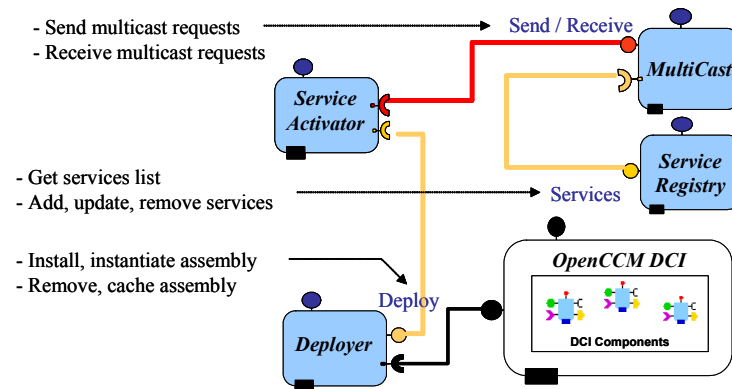 - Send multicast requests
- Receive multicast requests
Send / Receive
MultiCast
Service
Activator
Service
Registry
- Get services list
- Add, update, remove services
Services
- Install, instantiate assembly
- Remove, cache assembly
Deploy
OpenCCM DCI
DCI Components
Deployer